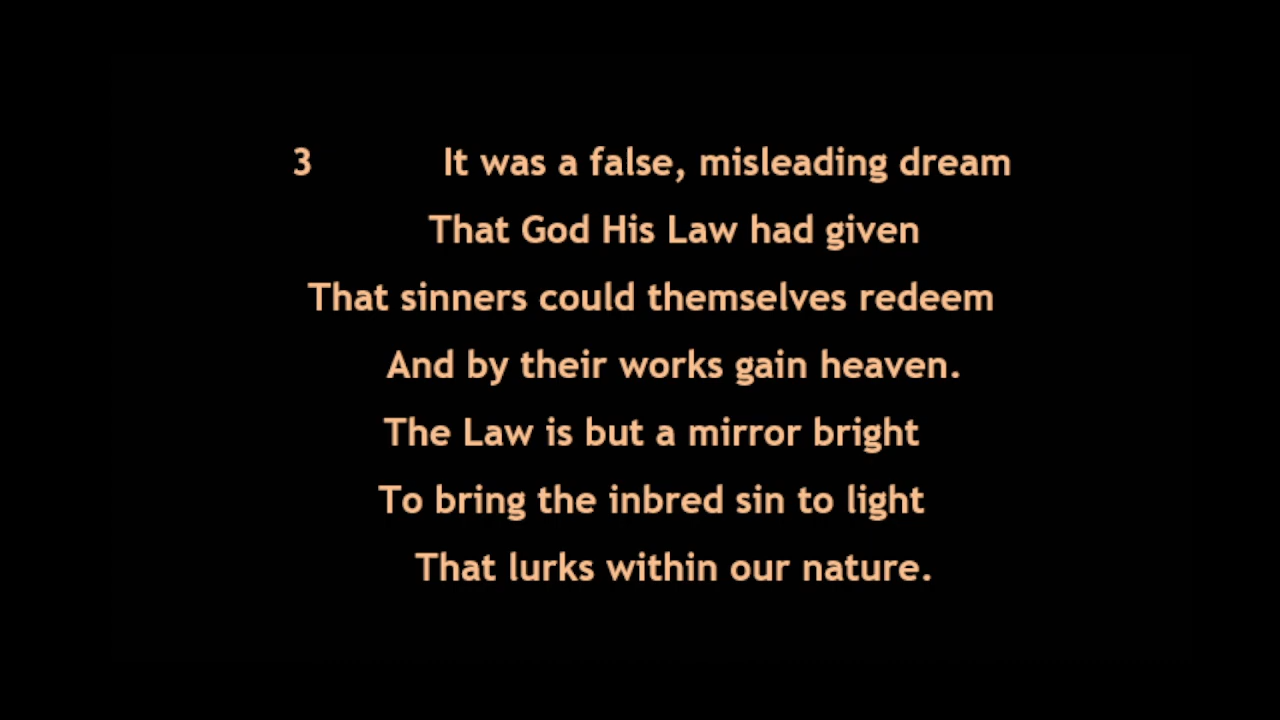 3 It was a false, misleading dream
That God His Law had given
That sinners could themselves redeem
And by their works gain heaven.
The Law is but a mirror bright
To bring the inbred sin to light
That lurks within our nature.